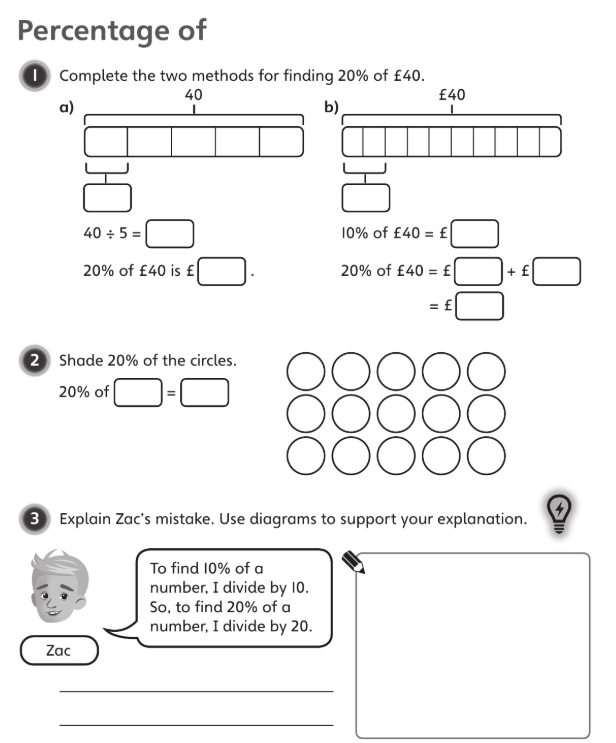 Percentage of
1 Complete the two methods for finding 20% of £40.
a)
40
40 ÷ 5 =
20% of £40 is £ .
b)
£40
10% of £40 = £
20% of £40 = £ + £
= £
2 Shade 20% of the circles.
20% of =
3 Explain Zac's mistake. Use diagrams to support your explanation.
To find 10% of a
number, I divide by 10.
So, to find 20% of a
number, I divide by 20.
Zac